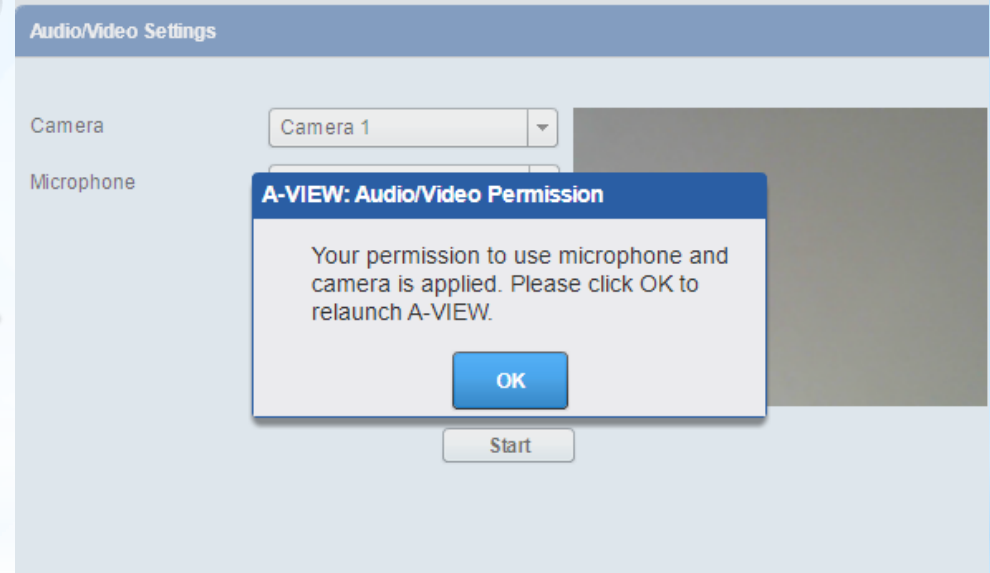 Audio/Video Settings
Camera
Camera 1
Microphone
A-VIEW: Audio/Video Permission
Your permission to use microphone and
camera is applied. Please click OK to
relaunch A-VIEW.
OK
Start